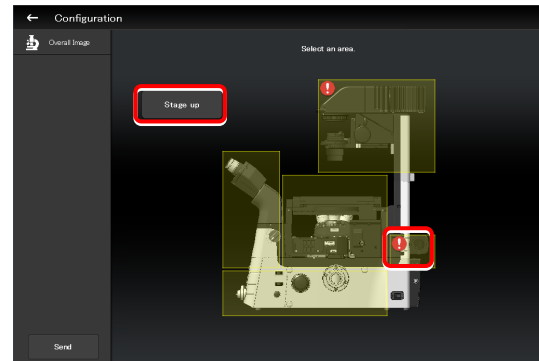 Configuration
Overall Image
Select an area.
Stage up
Send